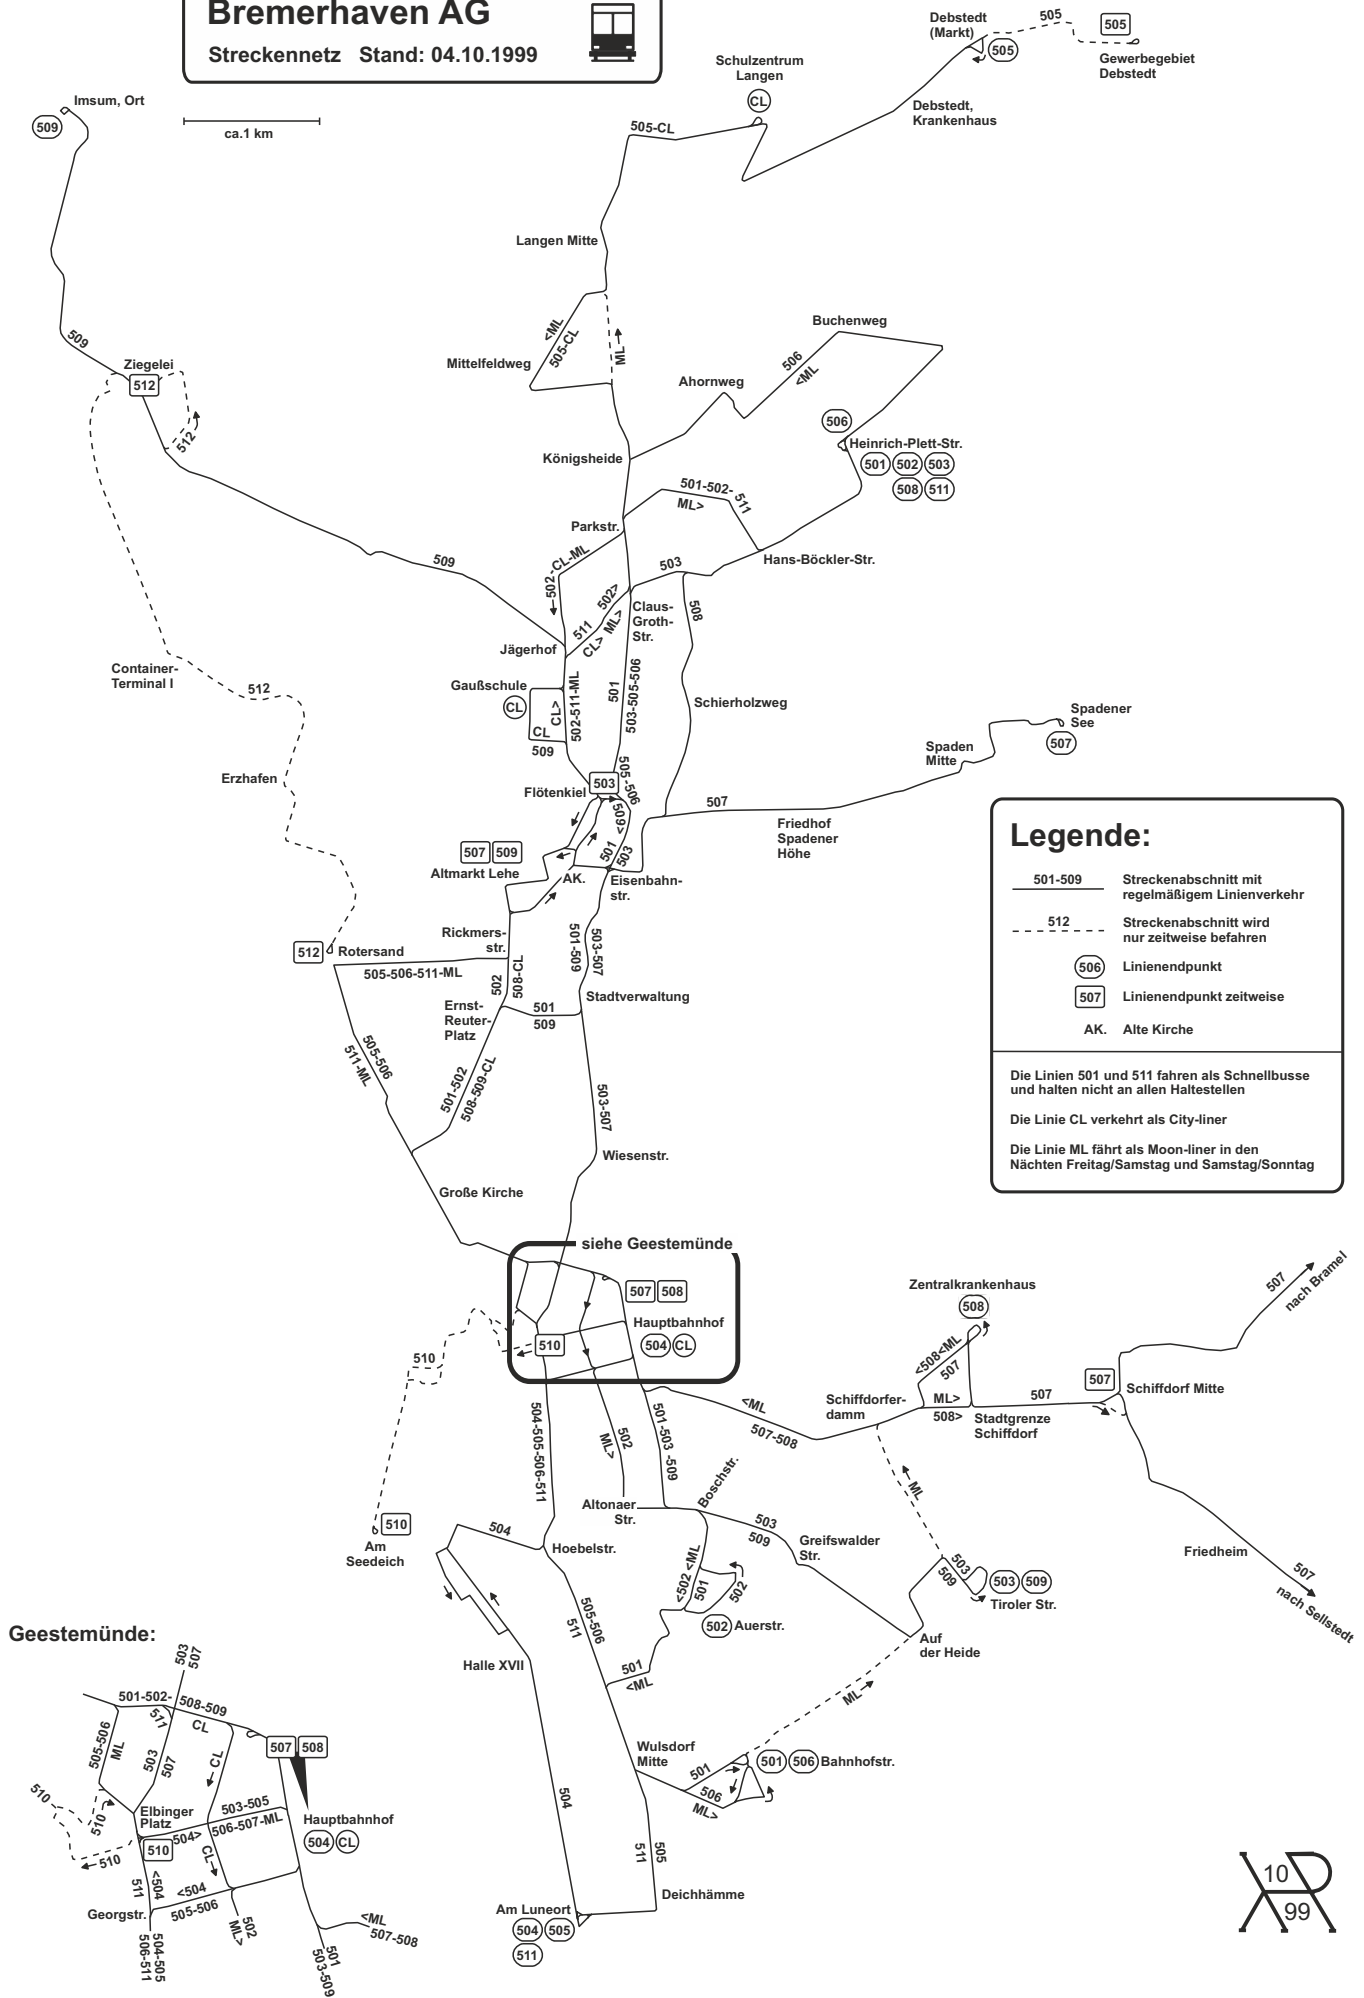 Bremerhaven AG
Streckennetz Stand: 04.10.1999
ca.1 km
Imsum, Ort
509
509
Ziegelei
512
512
Debstedt
(Markt)
505
505
505
Gewerbegebiet
Debstedt
Schulzentrum
Langen
CL
Debstedt,
Krankenhaus
505-CL
Langen Mitte
<ML
505-CL
ML
Mittelfeldweg
Buchenweg
506
<ML
Ahornweg
506
Heinrich-Plett-Str.
501 502 503
508 511
Königsheide
501-502-
511
ML>
Parkstr.
Hans-Böckler-Str.
509
502
-CL-ML
503
502>
511
CL> ML>
Claus-
Groth-
Str.
508
Jägerhof
Container-
Terminal I
512
Gaußschule
CL
CL>
CL
509
502-511-ML
501
503-505-506
Schierholzweg
Spadener
See
507
Spaden
Mitte
Erzhafen
503
Flötenkiel
505-506
509>
507
Friedhof
Spadener
Höhe
507 509
Altmarkt Lehe
AK.
501
503
Eisenbahn-
str.
Rickmers-
str.
512
Rotersand
505-506-511-ML
502
508-CL
501-509
503-507
Ernst-
Reuter-
Platz
501
509
Stadtverwaltung
505-506
511-ML
501-502
508-509-CL
503-507
Wiesenstr.
Große Kirche
Legende:
501-509
Streckenabschnitt mit
regelmäßigem Linienverkehr
512
Streckenabschnitt wird
nur zeitweise befahren
506
Linienendpunkt
507
Linienendpunkt zeitweise
AK. Alte Kirche
Die Linien 501 und 511 fahren als Schnellbusse
und halten nicht an allen Haltestellen
Die Linie CL verkehrt als City-liner
Die Linie ML fährt als Moon-liner in den
Nächten Freitag/Samstag und Samstag/Sonntag
siehe Geestemünde
507 508
Hauptbahnhof
504 CL
510
510
Zentralkrankenhaus
508
<508<ML
507
507
nach Bramel
507
Schiffdorf Mitte
Schiffdorfer-
damm
ML>
508>
507
Stadtgrenze
Schiffdorf
<ML
507-508
504-505-506-511
502
ML>
501-503-509
ML
Altonaer
Str.
Boschstr.
503
509
Greifswalder
Str.
510
Am
Seedeich
504
Hoebelstr.
<502 <ML
501
502
502 Auerstr.
503
509
503 509
Tiroler Str.
Friedheim
507
nach Sellstedt
505-506
511
Auf
der Heide
Halle XVII
501
<ML
ML
Wulsdorf
Mitte
501
506
ML>
501 506 Bahnhofstr.
504
505
511
Deichhämme
Am Luneort
504 505
511
Geestemünde:
503
507
501-502-
508-509
511
CL
505-506
ML
503
507
CL
507 508
510
510
Elbinger
Platz
503-505
504>
506-507-ML
Hauptbahnhof
504 CL
510
510
CL
511
<504
<504
505-506
Georgstr.
502
ML>
<ML
507-508
504-505
506-511
501
503-509
10
99